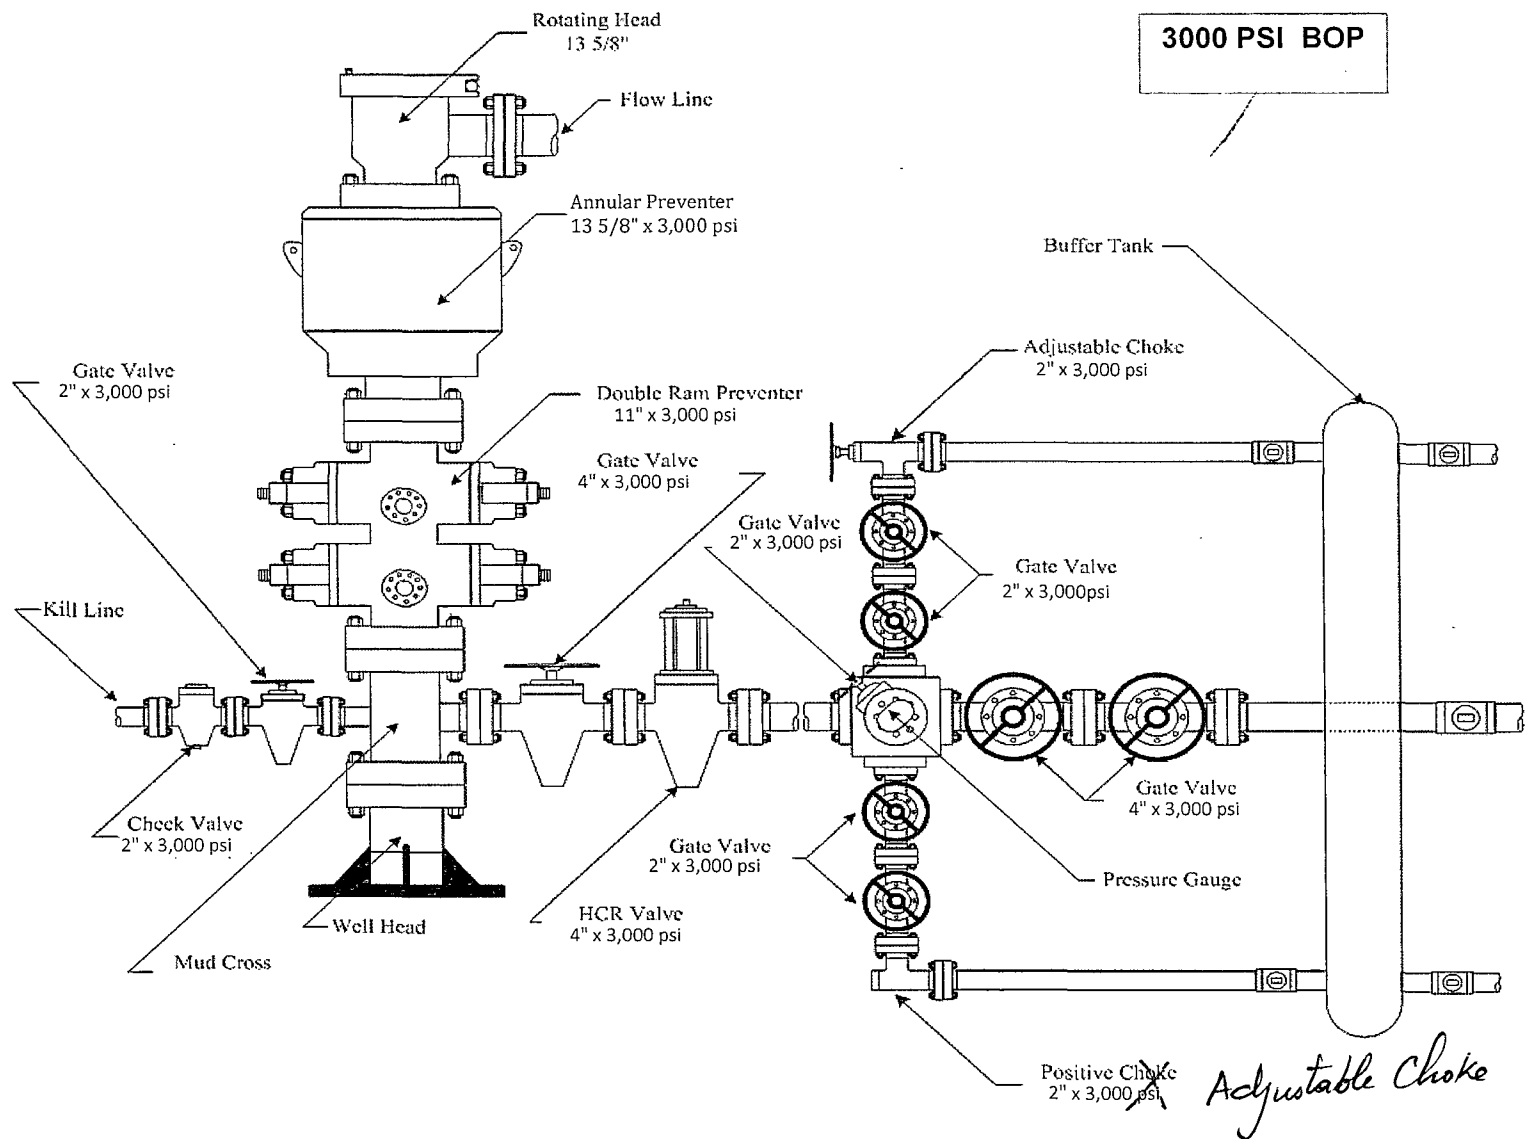 Rotating Head
13 5/8"
3000 PSI BOP
Flow Line
Annular Preventer
13 5/8" x 3,000 psi
Buffer Tank
Adjustable Choke
2" x 3,000 psi
Gate Valve
2" x 3,000 psi
Double Ram Preventer
11" x 3,000 psi
Gate Valve
4" x 3,000 psi
Gate Valve
2" x 3,000 psi
Gate Valve
2" x 3,000psi
Kill Line
Gate Valve
4" x 3,000 psi
Check Valve
2" x 3,000 psi
Gate Valve
2" x 3,000 psi
Pressure Gauge
HCR Valve
4" x 3,000 psi
Well Head
Mud Cross
Positive Choke
2" x 3,000 psi
Adjustable Choke